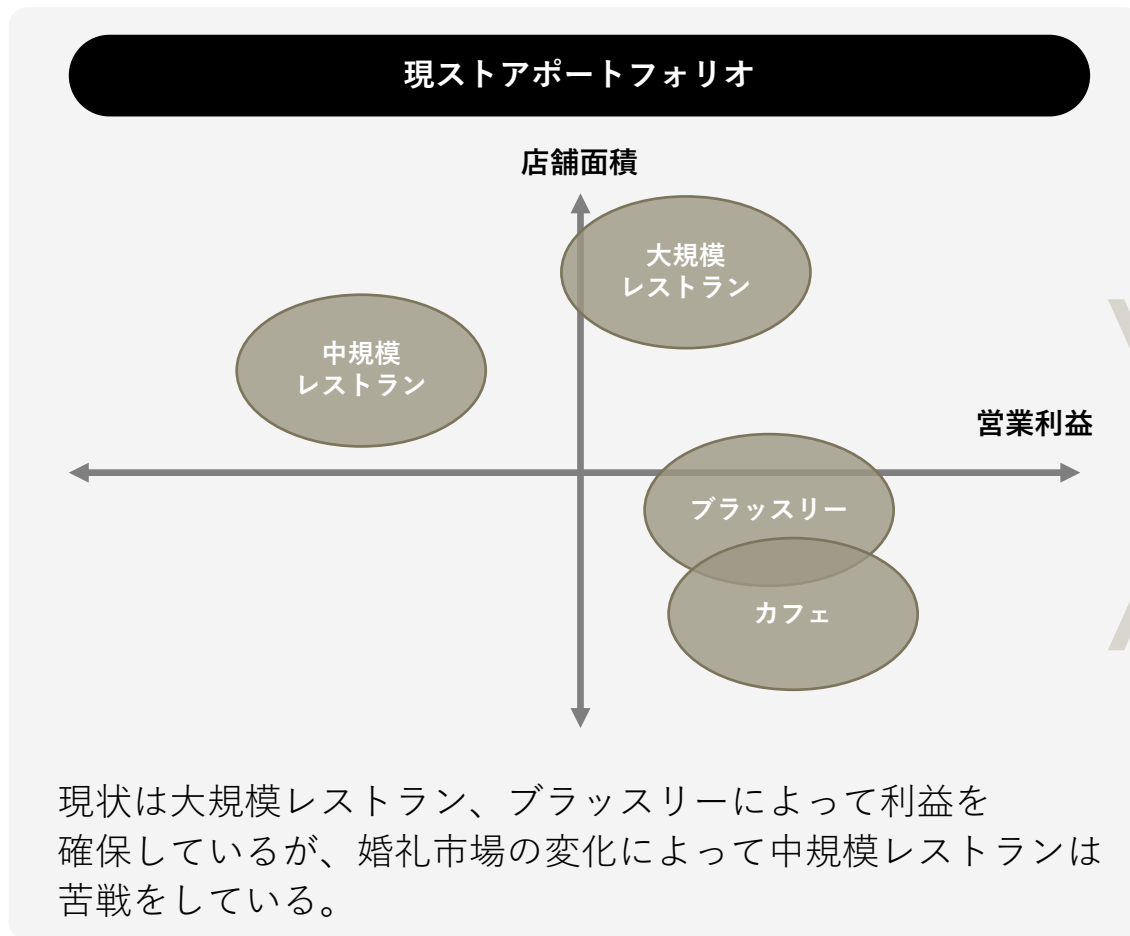 現ストアポートフォリオ
店舗面積
大規模
レストラン
中規模
レストラン
営業利益
ブラッスリー
カフェ
現状は大規模レストラン、ブラッスリーによって利益を
確保しているが、婚礼市場の変化によって中規模レストランは
苦戦をしている。